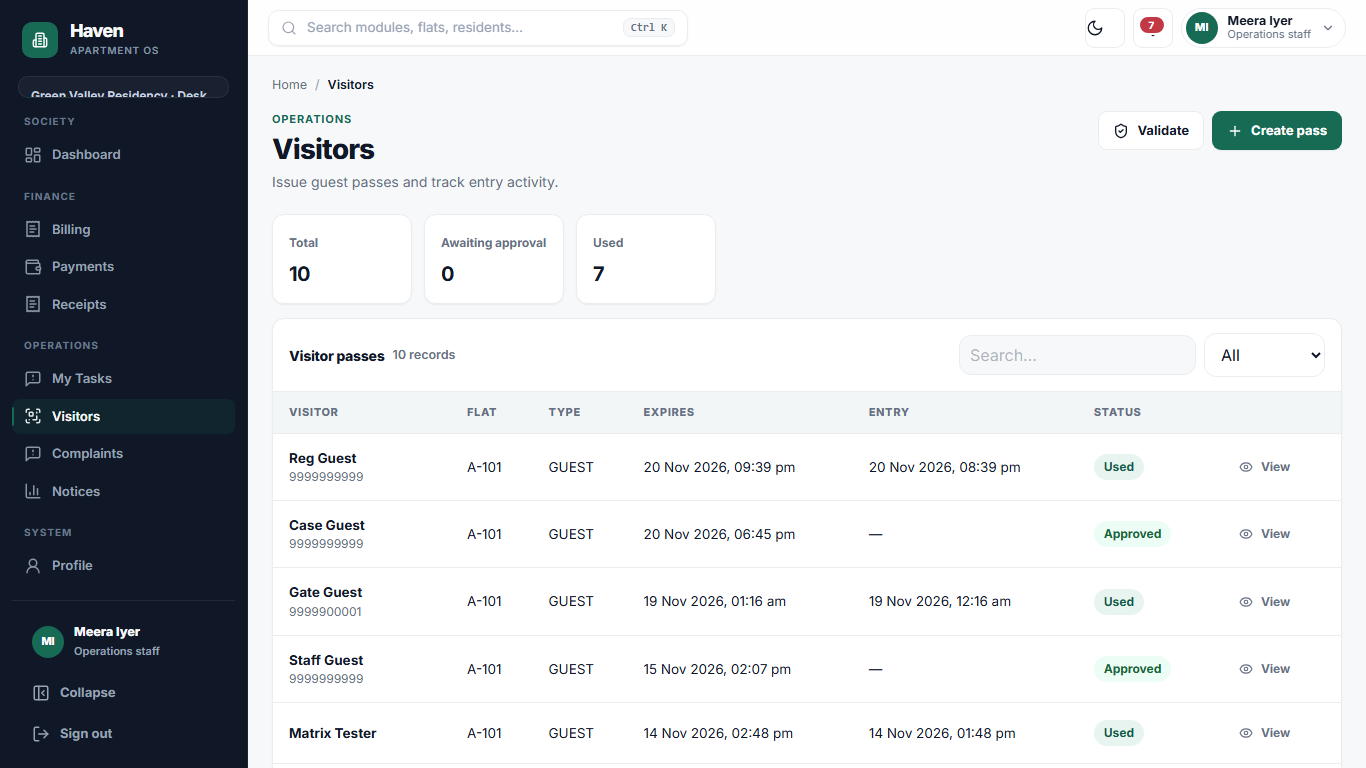 Haven
APARTMENT OS
Green Valley Residency · Desk
SOCIETY
Dashboard
FINANCE
Billing
Payments
Receipts
OPERATIONS
My Tasks
Visitors
Complaints
Notices
SYSTEM
Profile
MI
Meera Iyer
Operations staff
Collapse
Sign out
Search modules, flats, residents...
Ctrl K
7
MI
Meera Iyer
Operations staff
Home / Visitors
OPERATIONS
Visitors
Issue guest passes and track entry activity.
Validate
Create pass
Total
10
Awaiting approval
0
Used
7
Visitor passes 10 records
Search...
All
VISITOR FLAT TYPE EXPIRES ENTRY STATUS
Reg Guest
9999999999
A-101 GUEST 20 Nov 2026, 09:39 pm 20 Nov 2026, 08:39 pm Used View
Case Guest
9999999999
A-101 GUEST 20 Nov 2026, 06:45 pm — Approved View
Gate Guest
9999900001
A-101 GUEST 19 Nov 2026, 01:16 am 19 Nov 2026, 12:16 am Used View
Staff Guest
9999999999
A-101 GUEST 15 Nov 2026, 02:07 pm — Approved View
Matrix Tester A-101 GUEST 14 Nov 2026, 02:48 pm 14 Nov 2026, 01:48 pm Used View